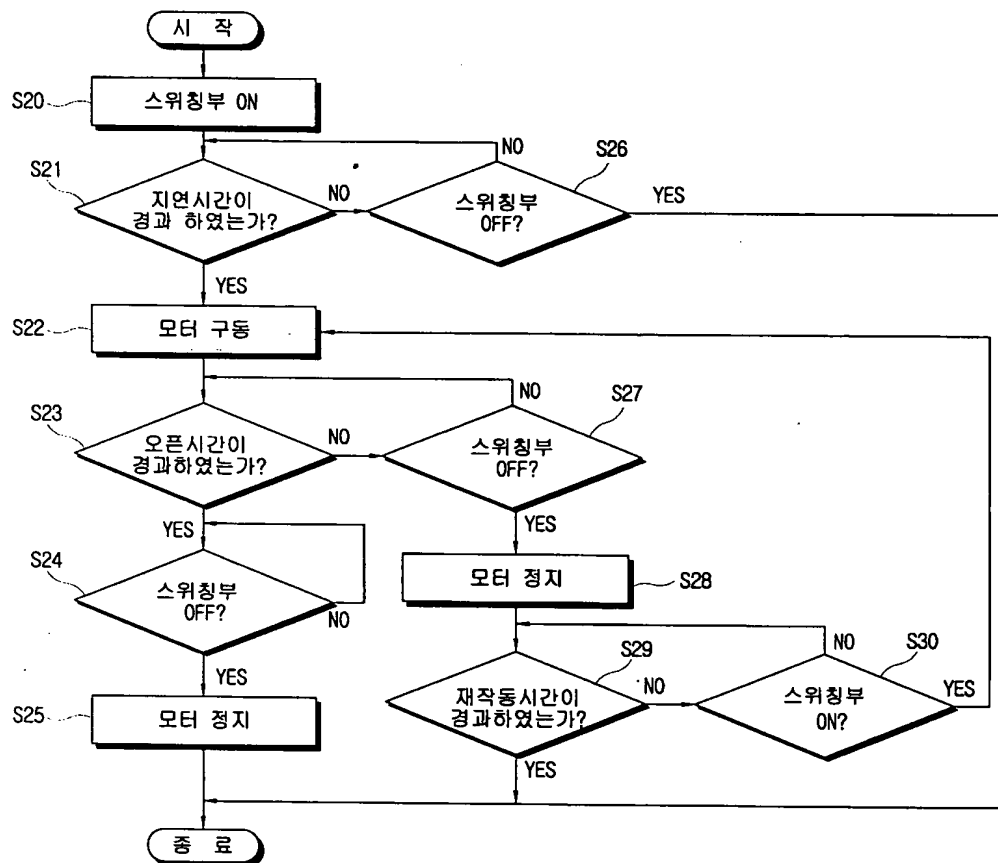 시 작
S20
스위칭부 ON
NO
S21
S26
지연시간이
경과 하였는가?
NO
스위칭부
OFF?
YES
YES
S22
모터 구동
NO
S27
S23
오픈시간이
경과하였는가?
NO
스위칭부
OFF?
YES
YES
S24
스위칭부
OFF?
NO
모터 정지
S28
NO
S30
S29
YES
재작동시간이
경과하였는가?
NO
스위칭부
ON?
YES
S25
모터 정지
YES
종 료